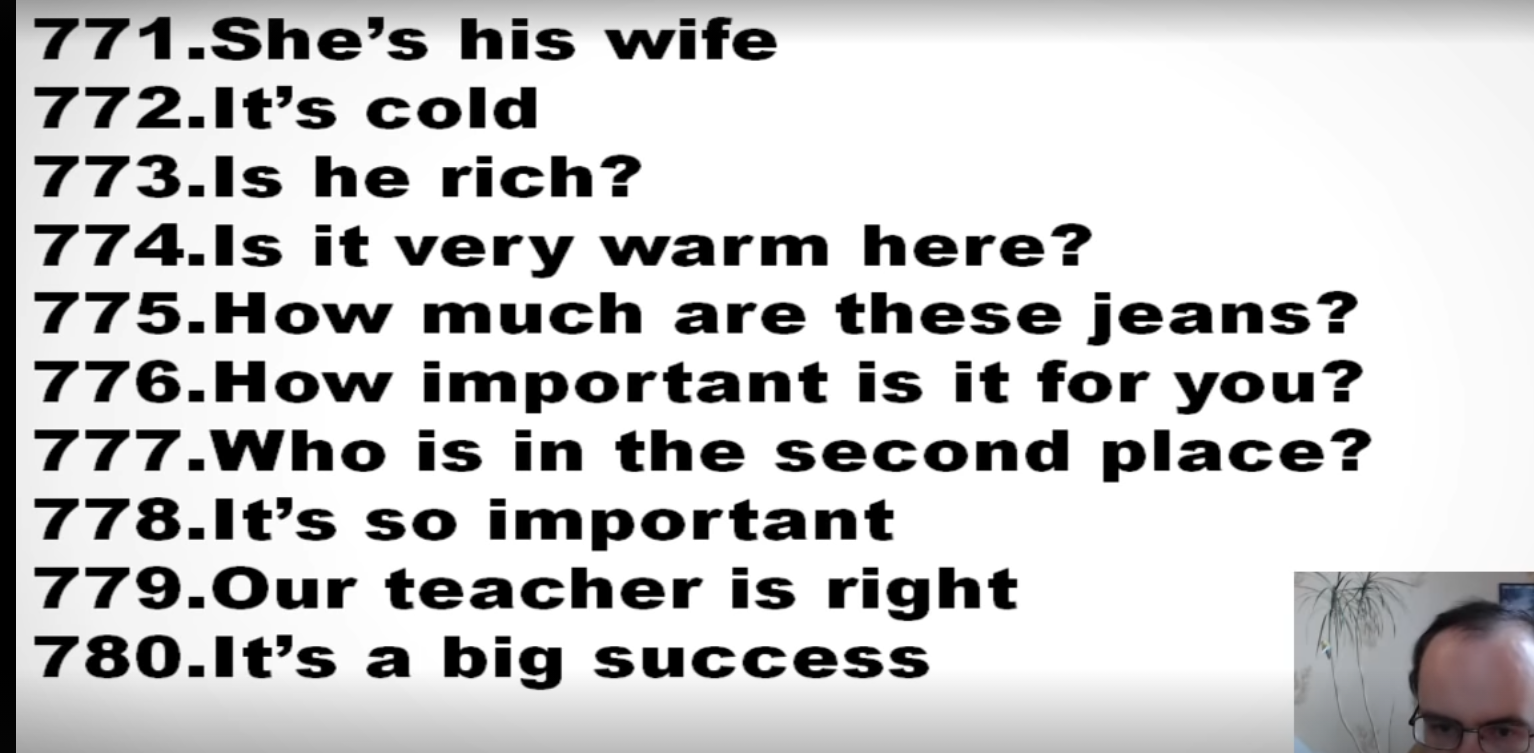 771.She’s his wife
772.It’s cold
773.Is he rich?
774.Is it very warm here?
775.How much are these jeans?
776.How important is it for you?
777.Who is in the second place?
778.It’s so important
779.Our teacher is right
780.It’s a big success